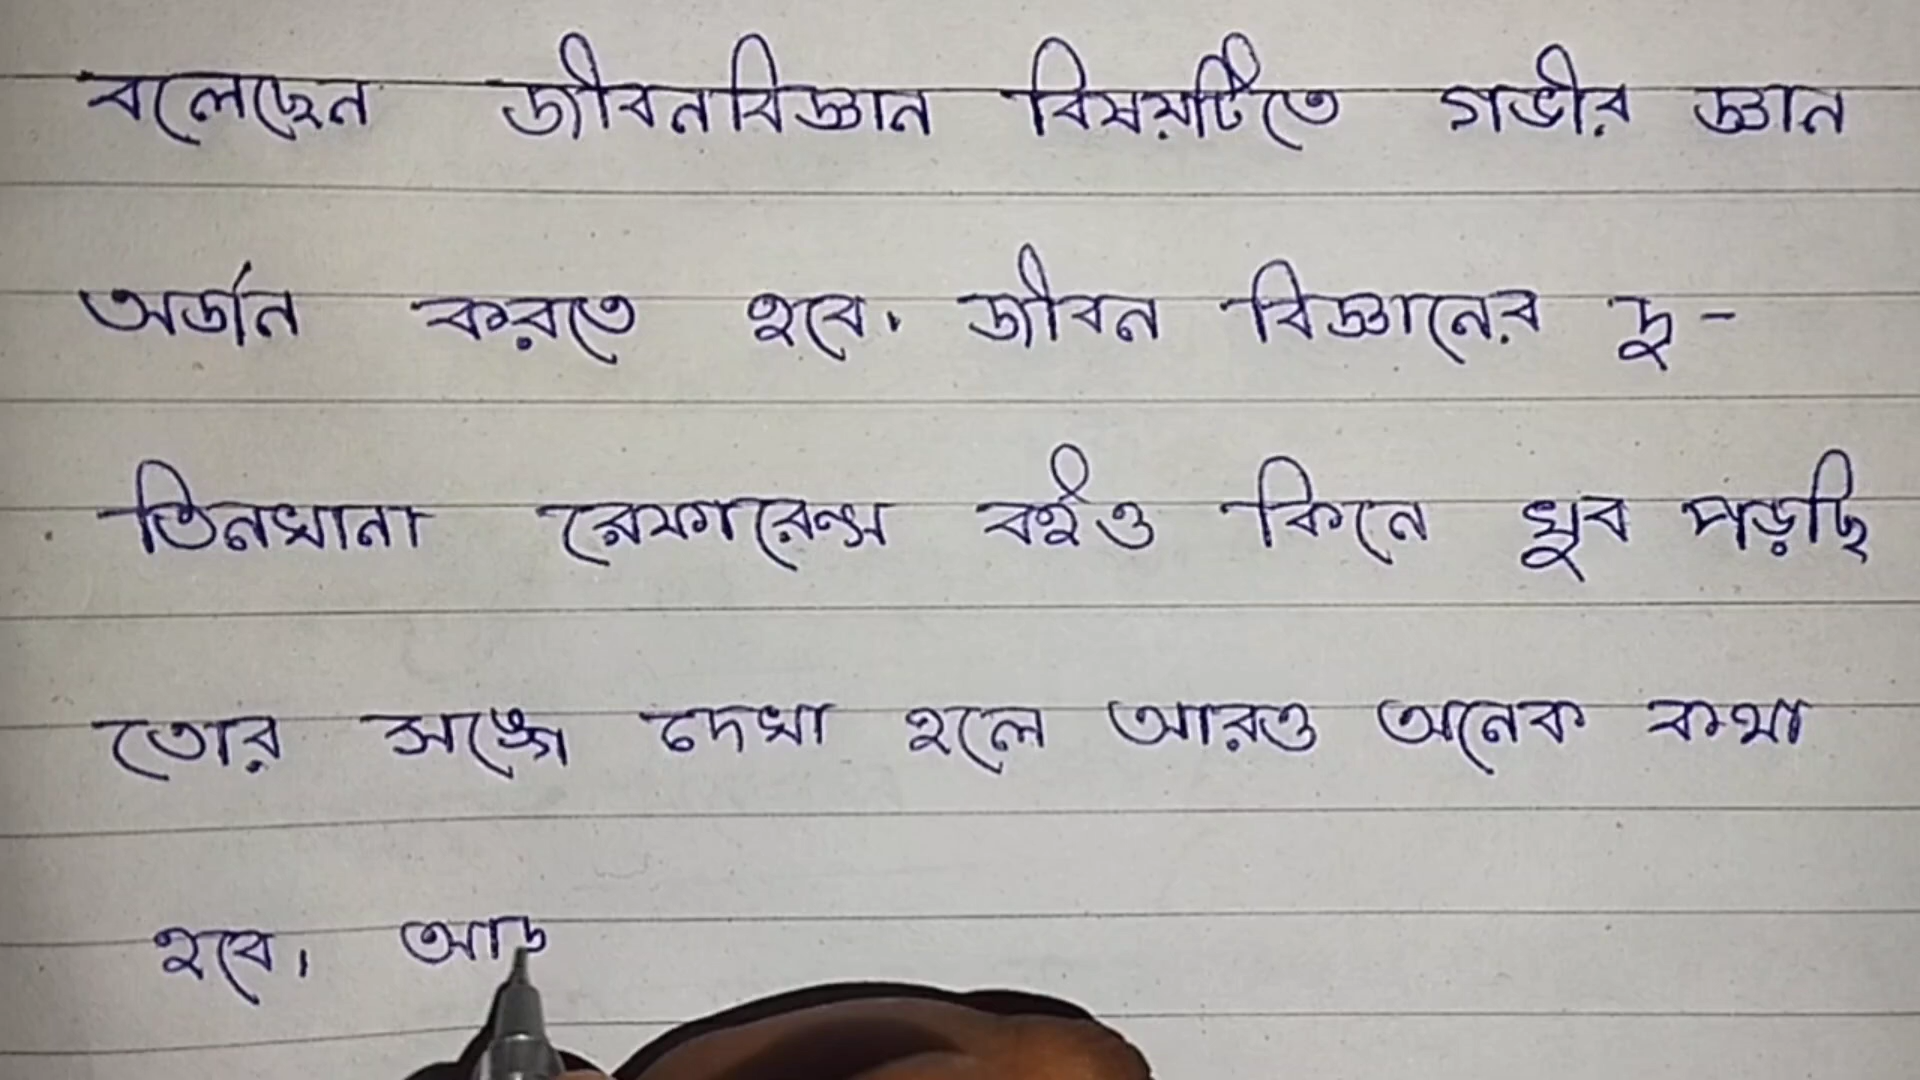 বলেছেন জীবনবিজ্ঞান বিষয়টিতে গভীর জ্ঞান
অর্জন করতে হবে। জীবন বিজ্ঞানের দু-
তিনখানা রেফারেন্স বইও কিনে খুব পড়ছি
তোর সঙ্গে দেখা হলে আরও অনেক কথা
হবে।